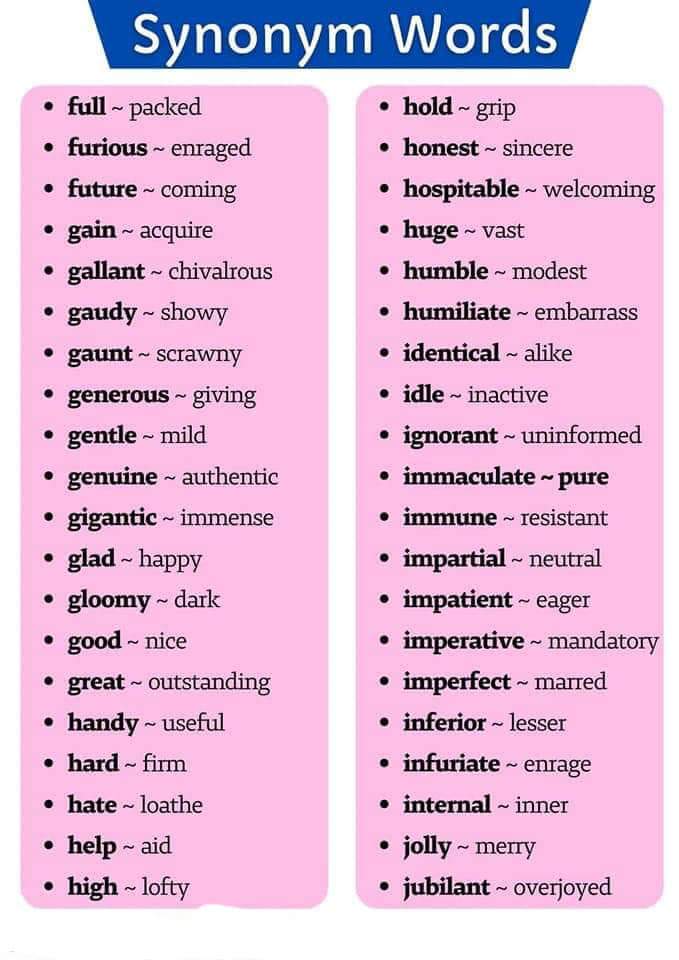 Synonym Words
• full ~ packed
• furious ~ enraged
• future ~ coming
• gain ~ acquire
• gallant ~ chivalrous
• gaudy ~ showy
• gaunt ~ scrawny
• generous ~ giving
• gentle ~ mild
• genuine ~ authentic
• gigantic ~ immense
• glad ~ happy
• gloomy ~ dark
• good ~ nice
• great ~ outstanding
• handy ~ useful
• hard ~ firm
• hate ~ loathe
• help ~ aid
• high ~ lofty
• hold ~ grip
• honest ~ sincere
• hospitable ~ welcoming
• huge ~ vast
• humble ~ modest
• humiliate ~ embarrass
• identical ~ alike
• idle ~ inactive
• ignorant ~ uninformed
• immaculate ~ pure
• immune ~ resistant
• impartial ~ neutral
• impatient ~ eager
• imperative ~ mandatory
• imperfect ~ marred
• inferior ~ lesser
• infuriate ~ enrage
• internal ~ inner
• jolly ~ merry
• jubilant ~ overjoyed